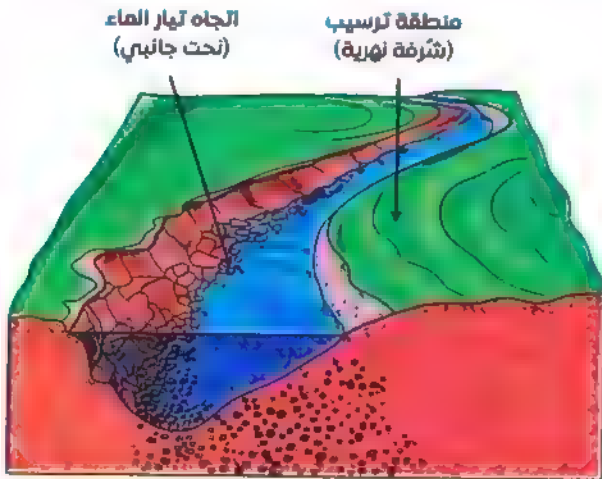 منطقة ترسيب
(شرفة نهرية)
اتجاه تيار الماء
(نحت جانبي)